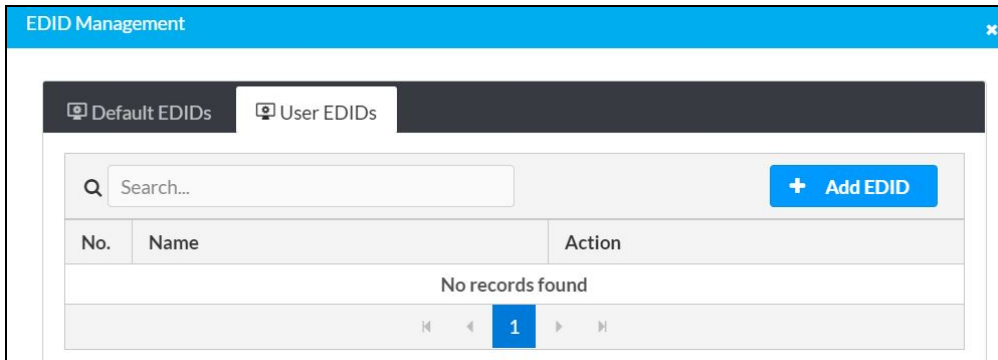 EDID Management
Default EDIDs User EDIDs
Search... + Add EDID
No. Name Action
No records found
1